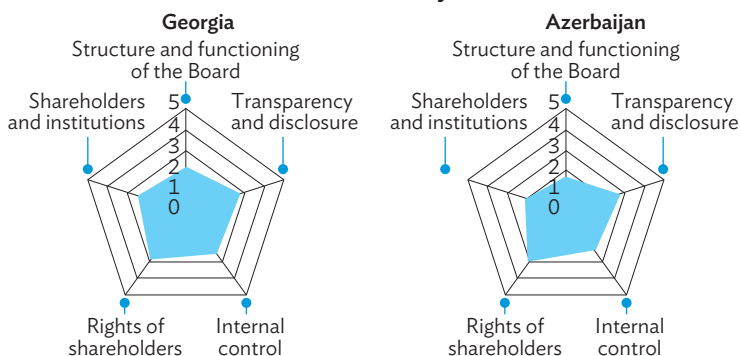 Georgia
Structure and functioning
of the Board
Shareholders
and institutions
Transparency
and disclosure
5
4
3
2
1
0
Rights of
shareholders
Internal
control
Azerbaijan
Structure and functioning
of the Board
Shareholders
and institutions
Transparency
and disclosure
5
4
3
2
1
0
Rights of
shareholders
Internal
control